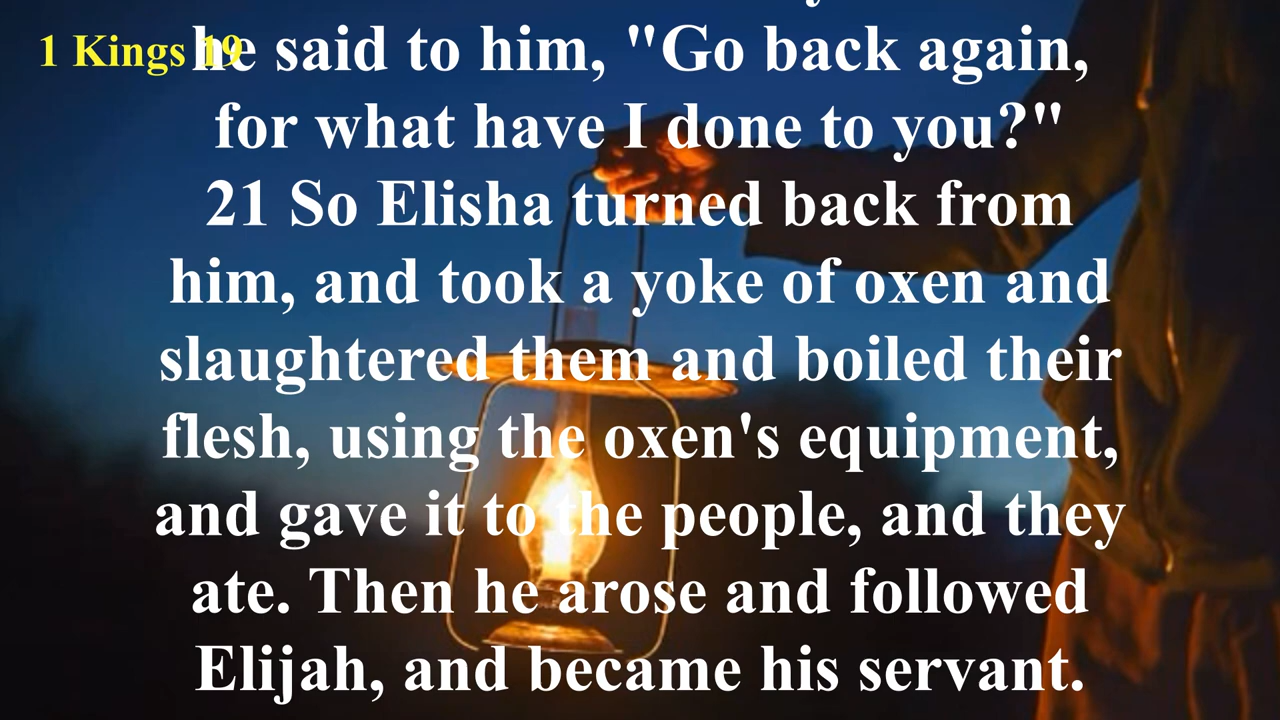 1 Kings 19
he said to him, "Go back again,
for what have I done to you?"
21 So Elisha turned back from
him, and took a yoke of oxen and
slaughtered them and boiled their
flesh, using the oxen's equipment,
and gave it to the people, and they
ate. Then he arose and followed
Elijah, and became his servant.